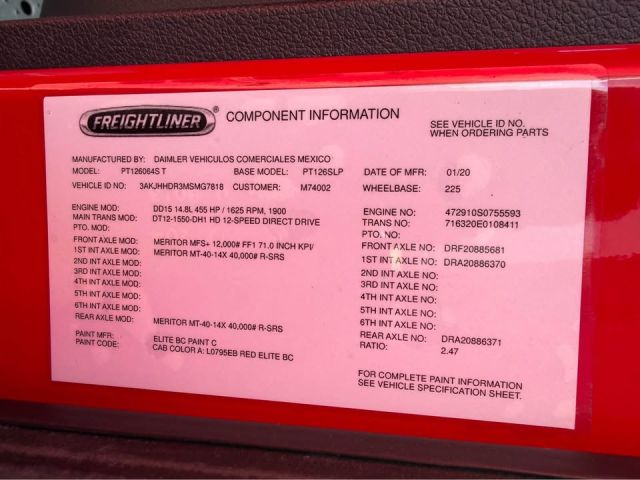 FREIGHTLINER ® COMPONENT INFORMATION SEE VEHICLE ID NO. WHEN ORDERING PARTS
MANUFACTURED BY: DAIMLER VEHICULOS COMERCIALES MEXICO
MODEL: PT126064S T BASE MODEL: PT126SLP DATE OF MFR: 01/20
VEHICLE ID NO. 3AKJHHDR3MSMG7818 CUSTOMER: M74002 WHEELBASE: 225
ENGINE MOD: DD15 14.8L 455 HP / 1625 RPM, 1900 ENGINE NO: 472910S0755593
MAIN TRANS MOD: DT12-1550-DH1 HD 12-SPEED DIRECT DRIVE TRANS NO: 716320E0108411
PTO. MOD: PTO. NO:
FRONT AXLE MOD: MERITOR MFS+ 12,000# FF1 71.0 INCH KPI/ FRONT AXLE NO: DRF20885681
1ST INT AXLE MOD: MERITOR MT-40-14X 40,000# R-SRS 1ST INT AXLE NO: DRA20886370
2ND INT AXLE MOD: 2ND INT AXLE NO:
3RD INT AXLE MOD: 3RD INT AXLE NO:
4TH INT AXLE MOD: 4TH INT AXLE NO:
5TH INT AXLE MOD: 5TH INT AXLE NO:
6TH INT AXLE MOD: 6TH INT AXLE NO:
REAR AXLE MOD: MERITOR MT-40-14X 40,000# R-SRS REAR AXLE NO: DRA20886371
RATIO: 2.47
PAINT MFR: ELITE BC PAINT C
PAINT CODE: CAB COLOR A: L0795EB RED ELITE BC
FOR COMPLETE PAINT INFORMATION
SEE VEHICLE SPECIFICATION SHEET.